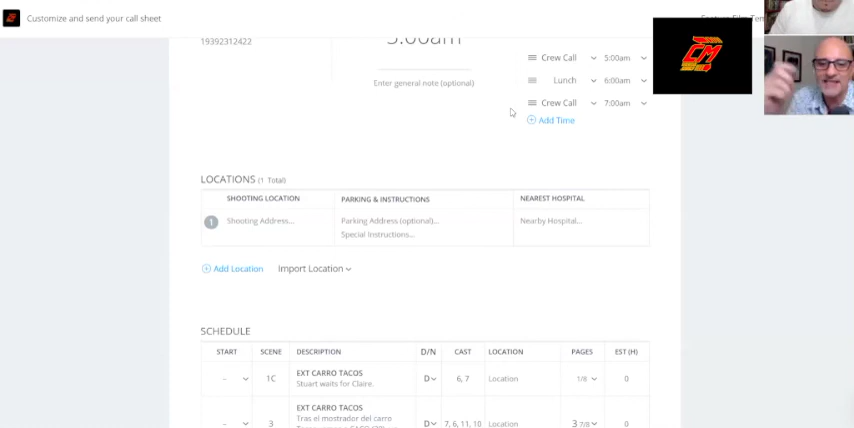 Customize and send your call sheet
19392312422
5:00am
Enter general note (optional)
Crew Call 5:00am
Lunch 6:00am
Crew Call 7:00am
Add Time
CM
LOCATIONS (1 Total)
SHOOTING LOCATION PARKING & INSTRUCTIONS NEAREST HOSPITAL
1 Shooting Address... Parking Address (optional)... Nearby Hospital...
Special Instructions...
Add Location Import Location
SCHEDULE
START SCENE DESCRIPTION D/N CAST LOCATION PAGES EST (H)
EXT CARRO TACOS
– 1C Stuart waits for Claire. D 6, 7 Location 1/8 0
EXT CARRO TACOS
Tras el mostrador del carro
– 3 D 7, 6, 11, 10 Location 3 7/8 0